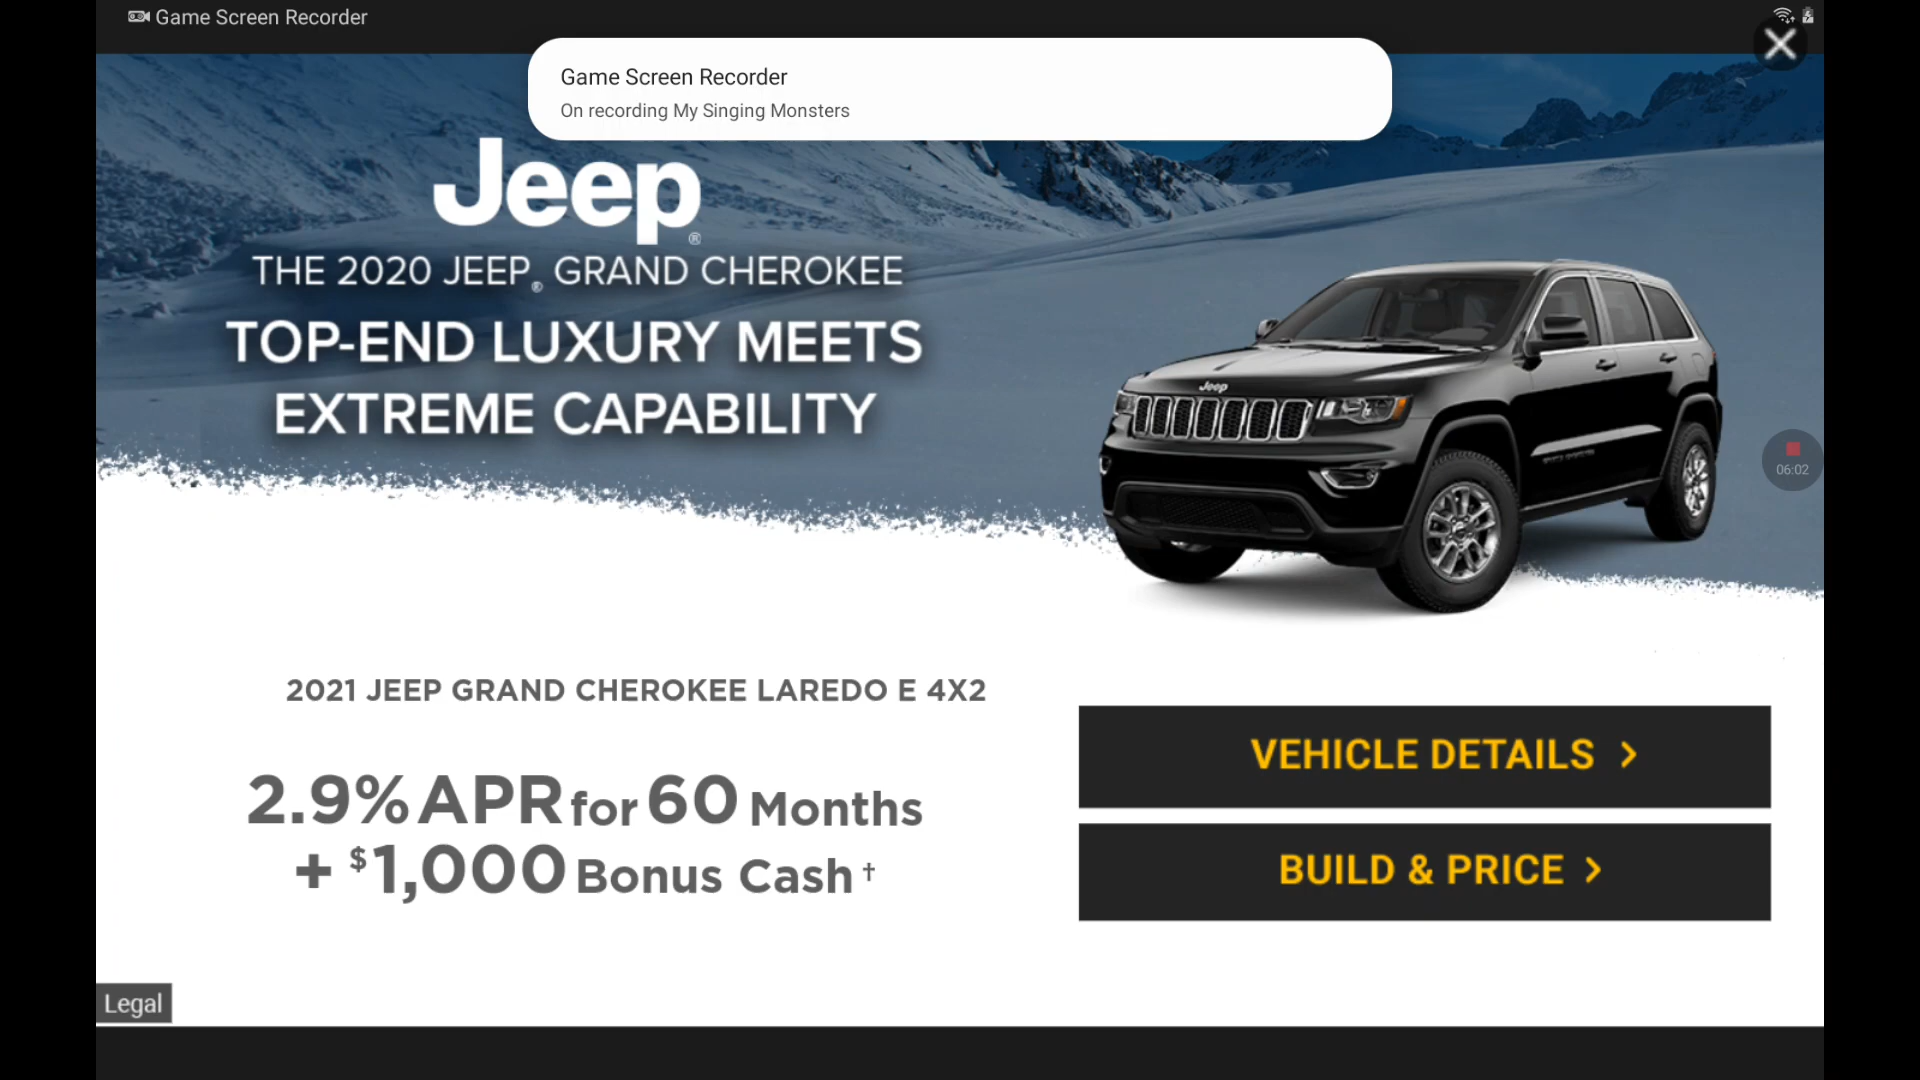 Game Screen Recorder
Game Screen Recorder
On recording My Singing Monsters
Jeep®
THE 2020 JEEP® GRAND CHEROKEE
TOP-END LUXURY MEETS
EXTREME CAPABILITY
Jeep
06:02
2021 JEEP GRAND CHEROKEE LAREDO E 4X2
2.9% APR for 60 Months
+ $1,000 Bonus Cash †
VEHICLE DETAILS >
BUILD & PRICE >
Legal